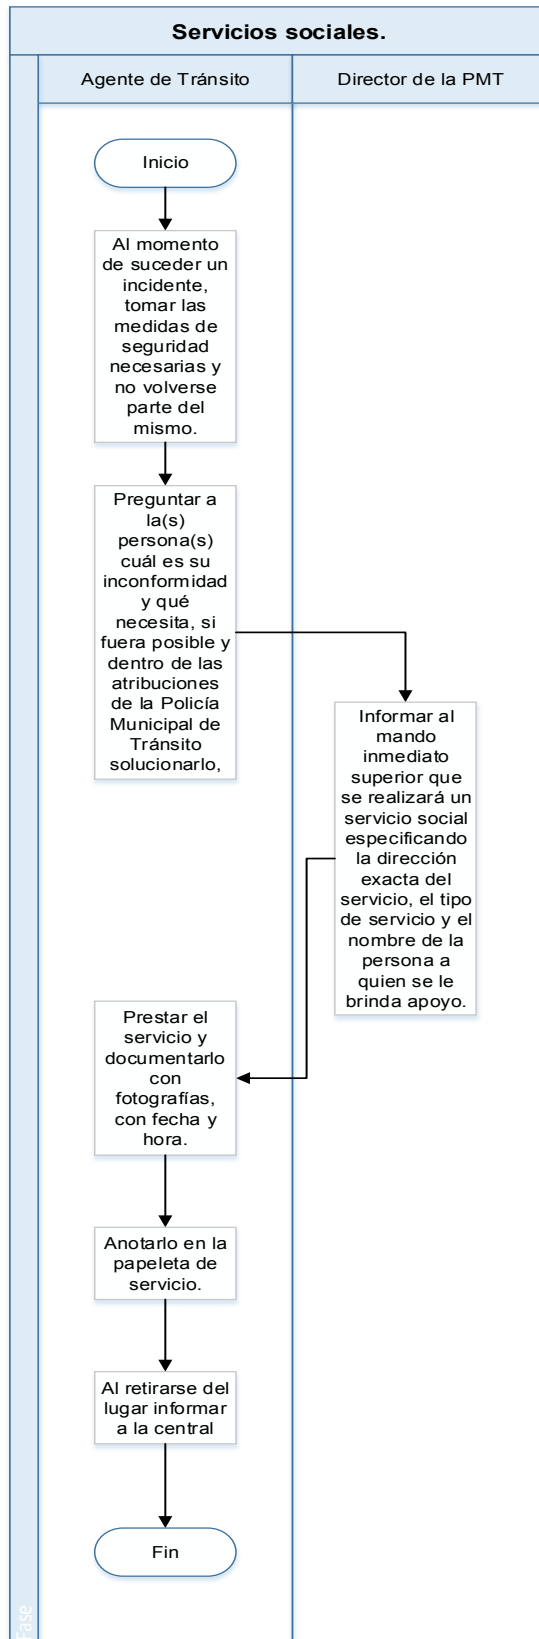 Servicios sociales.
Agente de Tránsito
Director de la PMT
Inicio
Al momento
de suceder un
incidente,
tomar las
medidas de
seguridad
necesarias y
no volverse
parte del
mismo.
Preguntar a
la(s)
persona(s)
cuál es su
inconformidad
y qué
necesita, si
fuera posible y
dentro de las
atribuciones
de la Policía
Municipal de
Tránsito
solucionarlo,
Informar al
mando
inmediato
superior que
se realizará un
servicio social
especificando
la dirección
exacta del
servicio, el tipo
de servicio y el
nombre de la
persona a
quien se le
brinda apoyo.
Prestar el
servicio y
documentarlo
con
fotografías,
con fecha y
hora.
Anotarlo en la
papeleta de
servicio.
Al retirarse del
lugar informar
a la central
Fin
Fase